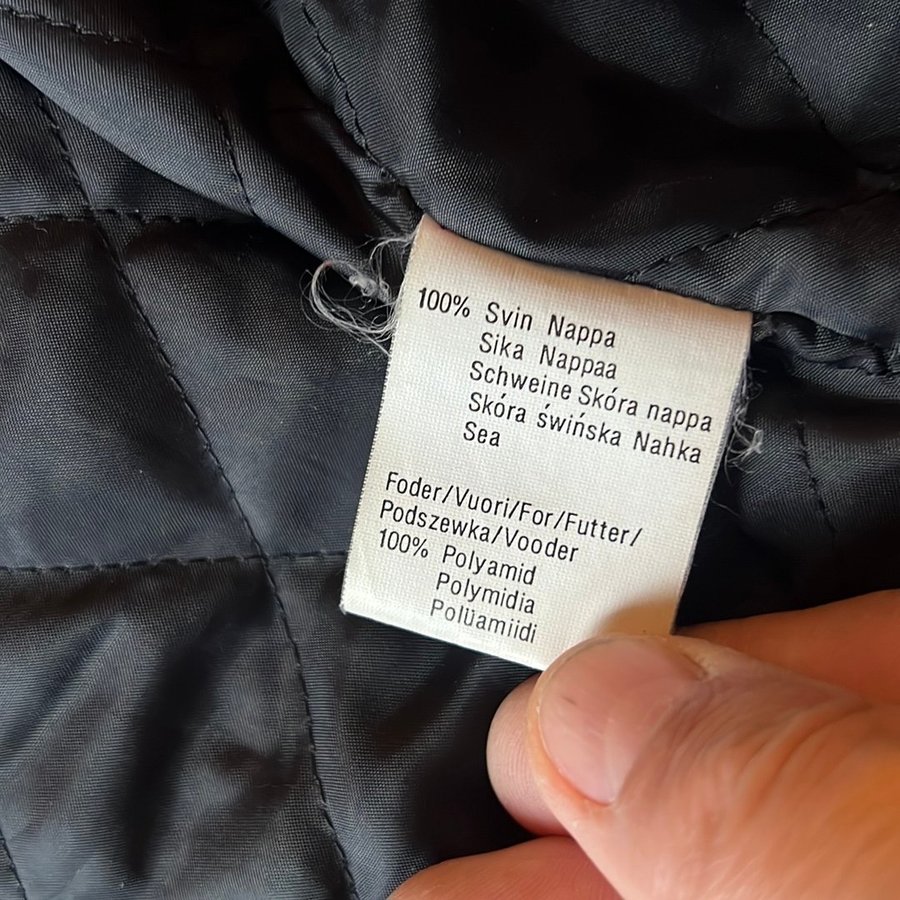 100% Svin Nappa
Sika Nappaa
Schweine Skóra nappa
Skóra świńska Nahka
Sea
Foder/Vuori/For/Futter/
Podszewka/Vooder
100% Polyamid
Polymidia
Polüamiidi